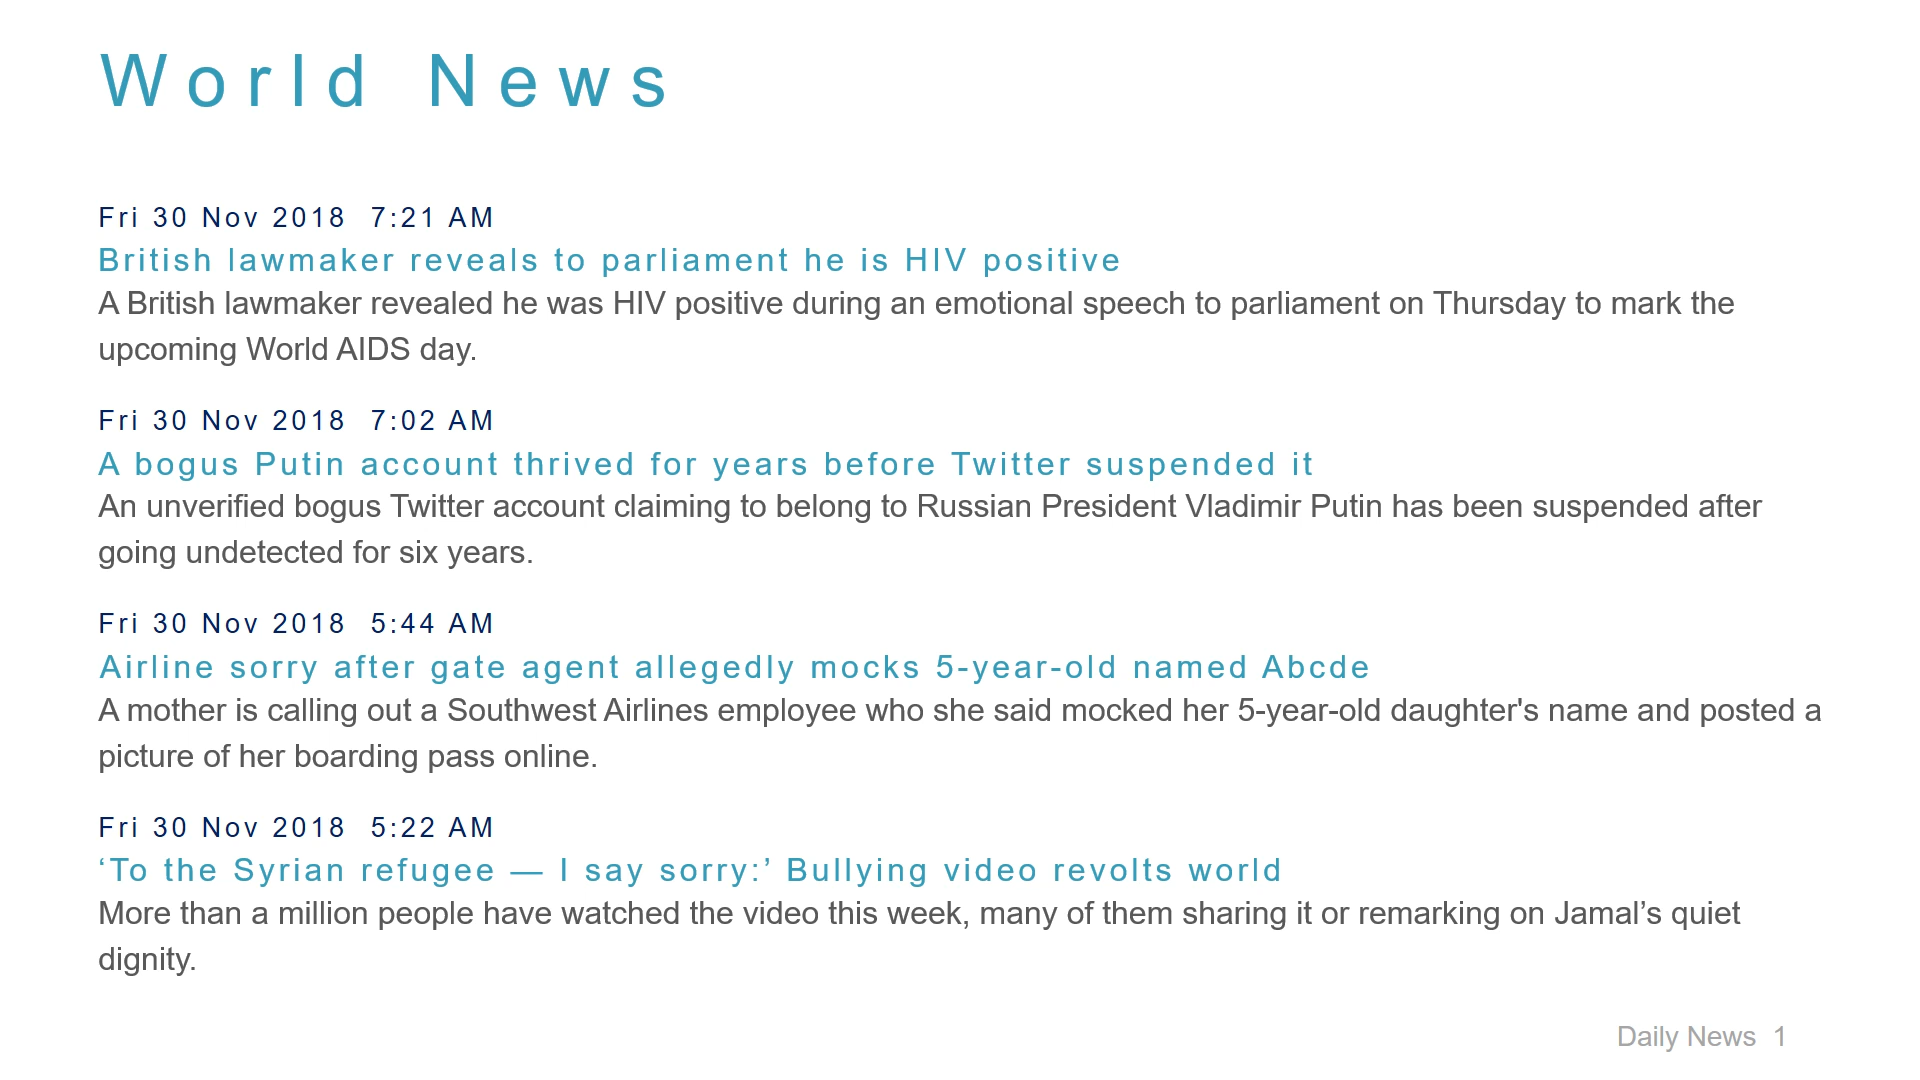 World News
Fri 30 Nov 2018  7:21 AM
British lawmaker reveals to parliament he is HIV positive
A British lawmaker revealed he was HIV positive during an emotional speech to parliament on Thursday to mark the
upcoming World AIDS day.
Fri 30 Nov 2018  7:02 AM
A bogus Putin account thrived for years before Twitter suspended it
An unverified bogus Twitter account claiming to belong to Russian President Vladimir Putin has been suspended after
going undetected for six years.
Fri 30 Nov 2018  5:44 AM
Airline sorry after gate agent allegedly mocks 5-year-old named Abcde
A mother is calling out a Southwest Airlines employee who she said mocked her 5-year-old daughter's name and posted a
picture of her boarding pass online.
Fri 30 Nov 2018  5:22 AM
‘To the Syrian refugee — I say sorry:’ Bullying video revolts world
More than a million people have watched the video this week, many of them sharing it or remarking on Jamal’s quiet
dignity.
Daily News  1